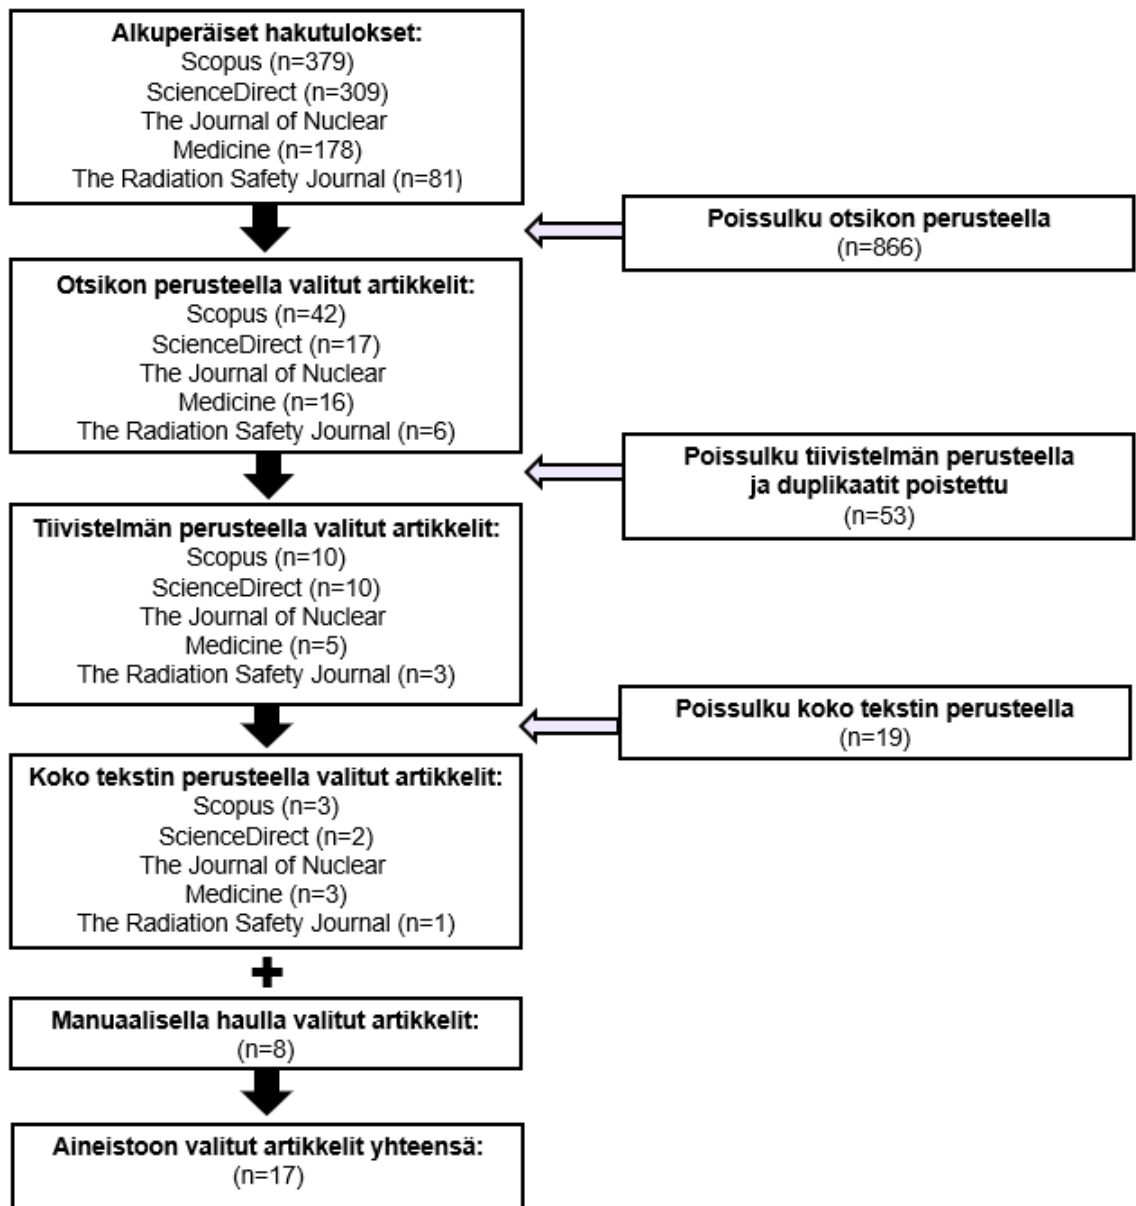 Alkuperäiset hakutulokset:
Scopus (n=379)
ScienceDirect (n=309)
The Journal of Nuclear
Medicine (n=178)
The Radiation Safety Journal (n=81)
Poissulku otsikon perusteella
(n=866)
Otsikon perusteella valitut artikkelit:
Scopus (n=42)
ScienceDirect (n=17)
The Journal of Nuclear
Medicine (n=16)
The Radiation Safety Journal (n=6)
Poissulku tiivistelmän perusteella
ja duplikaatit poistettu
(n=53)
Tiivistelmän perusteella valitut artikkelit:
Scopus (n=10)
ScienceDirect (n=10)
The Journal of Nuclear
Medicine (n=5)
The Radiation Safety Journal (n=3)
Poissulku koko tekstin perusteella
(n=19)
Koko tekstin perusteella valitut artikkelit:
Scopus (n=3)
ScienceDirect (n=2)
The Journal of Nuclear
Medicine (n=3)
The Radiation Safety Journal (n=1)
+
Manuaalisella haulla valitut artikkelit:
(n=8)
Aineistoon valitut artikkelit yhteensä:
(n=17)